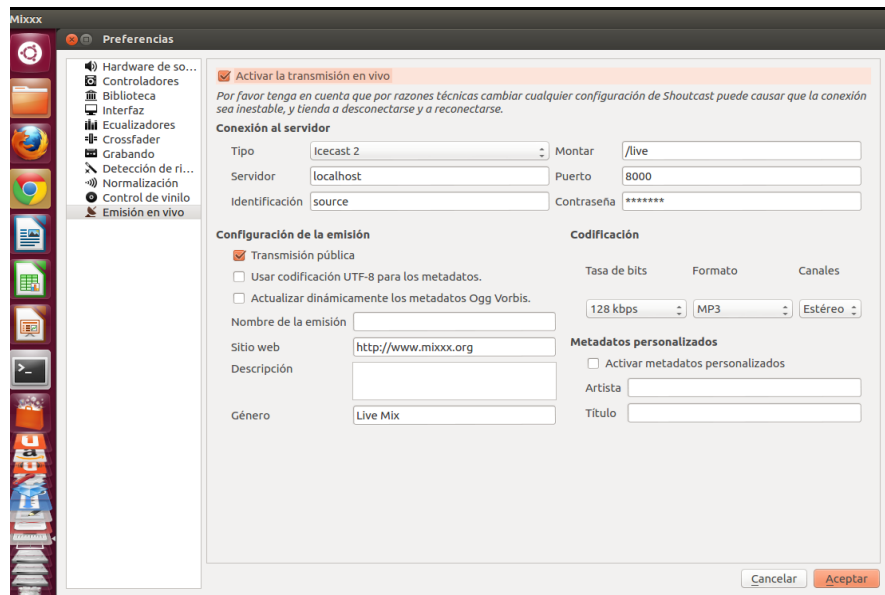 Mixxx
Preferencias
Hardware de so...
Controladores
Biblioteca
Interfaz
Ecualizadores
Crossfader
Grabando
Detección de ri...
Normalización
Control de vinilo
Emisión en vivo
Activar la transmisión en vivo
Por favor tenga en cuenta que por razones técnicas cambiar cualquier configuración de Shoutcast puede causar que la conexión
sea inestable, y tienda a desconectarse y a reconectarse.
Conexión al servidor
Tipo Icecast 2 Montar /live
Servidor localhost Puerto 8000
Identificación source Contraseña *******
Configuración de la emisión
Transmisión pública
Usar codificación UTF-8 para los metadatos.
Actualizar dinámicamente los metadatos Ogg Vorbis.
Nombre de la emisión
Sitio web http://www.mixxx.org
Descripción
Género Live Mix
Codificación
Tasa de bits Formato Canales
128 kbps MP3 Estéreo
Metadatos personalizados
Activar metadatos personalizados
Artista
Título
Cancelar Aceptar